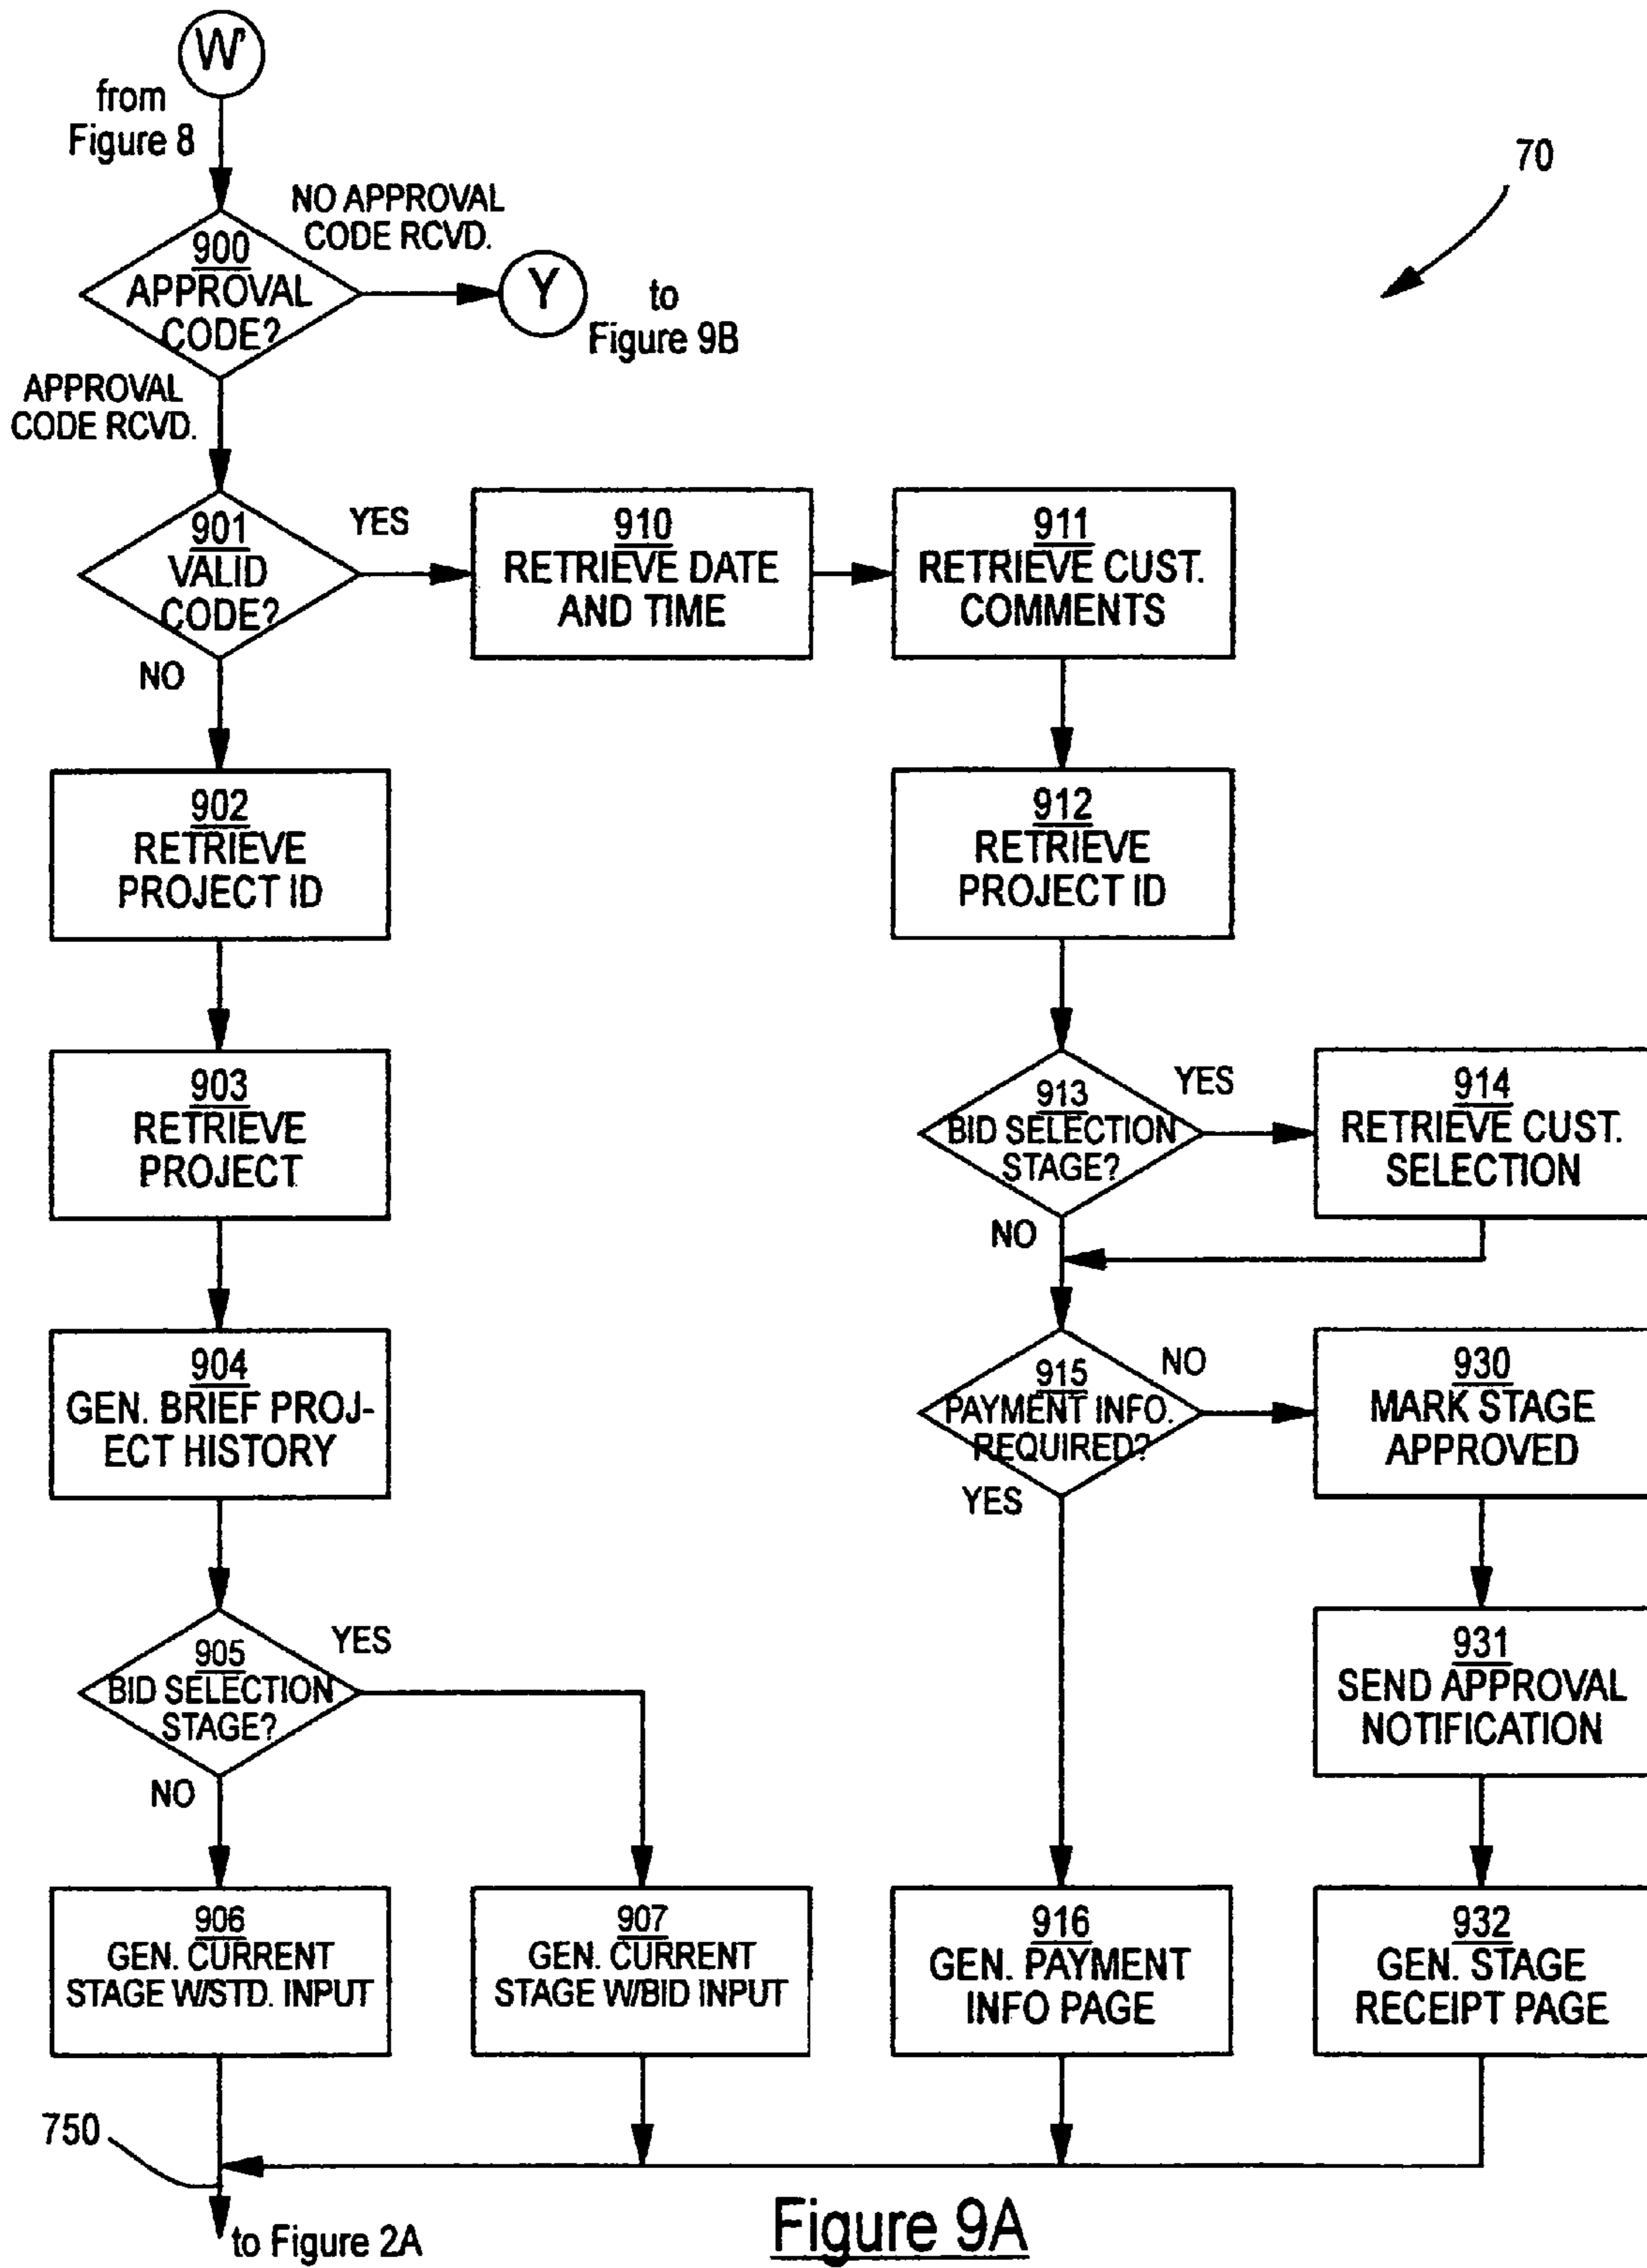 W'
from
Figure 8
70
NO APPROVAL
CODE RCVD.
900
APPROVAL
CODE?
Y
to
Figure 9B
APPROVAL
CODE RCVD.
901
VALID
CODE?
YES
NO
910
RETRIEVE DATE
AND TIME
911
RETRIEVE CUST.
COMMENTS
902
RETRIEVE
PROJECT ID
912
RETRIEVE
PROJECT ID
903
RETRIEVE
PROJECT
913
BID SELECTION
STAGE?
YES
NO
914
RETRIEVE CUST.
SELECTION
904
GEN. BRIEF PROJ-
ECT HISTORY
915
PAYMENT INFO.
REQUIRED?
NO
YES
930
MARK STAGE
APPROVED
905
BID SELECTION
STAGE?
YES
NO
931
SEND APPROVAL
NOTIFICATION
906
GEN. CURRENT
STAGE W/STD. INPUT
907
GEN. CURRENT
STAGE W/BID INPUT
916
GEN. PAYMENT
INFO PAGE
932
GEN. STAGE
RECEIPT PAGE
750
to Figure 2A
Figure 9A